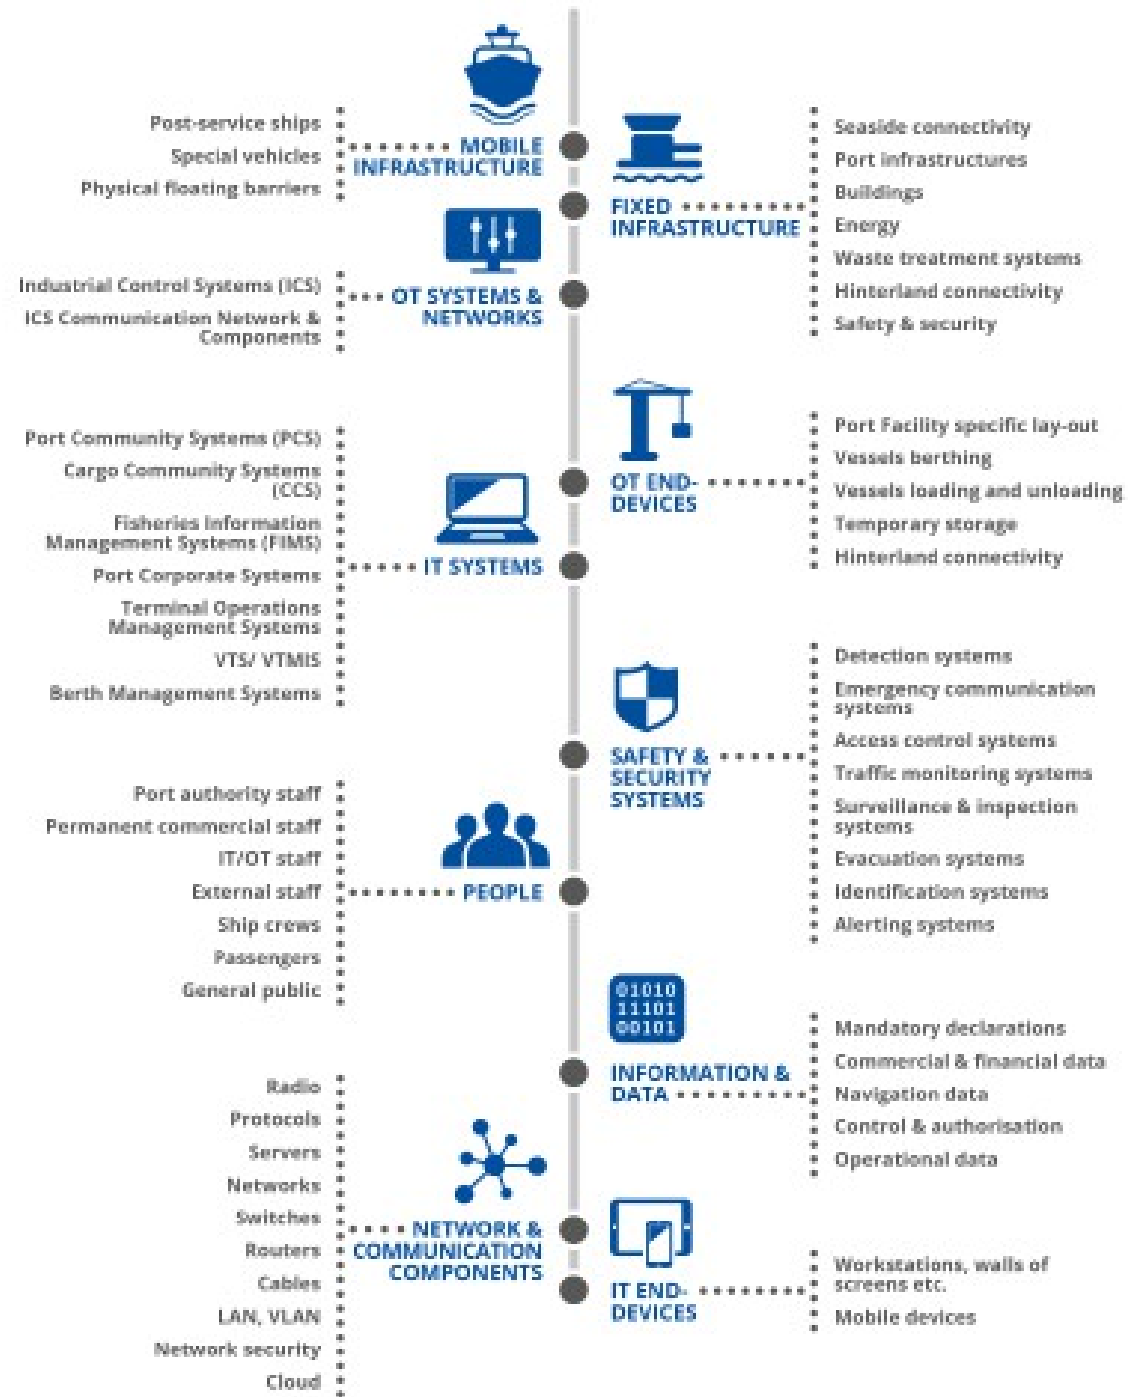 Post-service ships
Special vehicles
Physical floating barriers
MOBILE
INFRASTRUCTURE
FIXED
INFRASTRUCTURE
Seaside connectivity
Port infrastructures
Buildings
Energy
Waste treatment systems
Hinterland connectivity
Safety & security
Industrial Control Systems (ICS)
ICS Communication Network &
Components
OT SYSTEMS &
NETWORKS
OT END-
DEVICES
Port Facility specific lay-out
Vessels berthing
Vessels loading and unloading
Temporary storage
Hinterland connectivity
Port Community Systems (PCS)
Cargo Community Systems
(CCS)
Fisheries Information
Management Systems (FIMS)
Port Corporate Systems
Terminal Operations
Management Systems
VTS/ VTMIS
Berth Management Systems
IT SYSTEMS
SAFETY &
SECURITY
SYSTEMS
Detection systems
Emergency communication
systems
Access control systems
Traffic monitoring systems
Surveillance & inspection
systems
Evacuation systems
Identification systems
Alerting systems
Port authority staff
Permanent commercial staff
IT/OT staff
External staff
Ship crews
Passengers
General public
PEOPLE
01010
11101
00101
INFORMATION &
DATA
Mandatory declarations
Commercial & financial data
Navigation data
Control & authorisation
Operational data
Radio
Protocols
Servers
Networks
Switches
Routers
Cables
LAN, VLAN
Network security
Cloud
NETWORK &
COMMUNICATION
COMPONENTS
IT END-
DEVICES
Workstations, walls of
screens etc.
Mobile devices